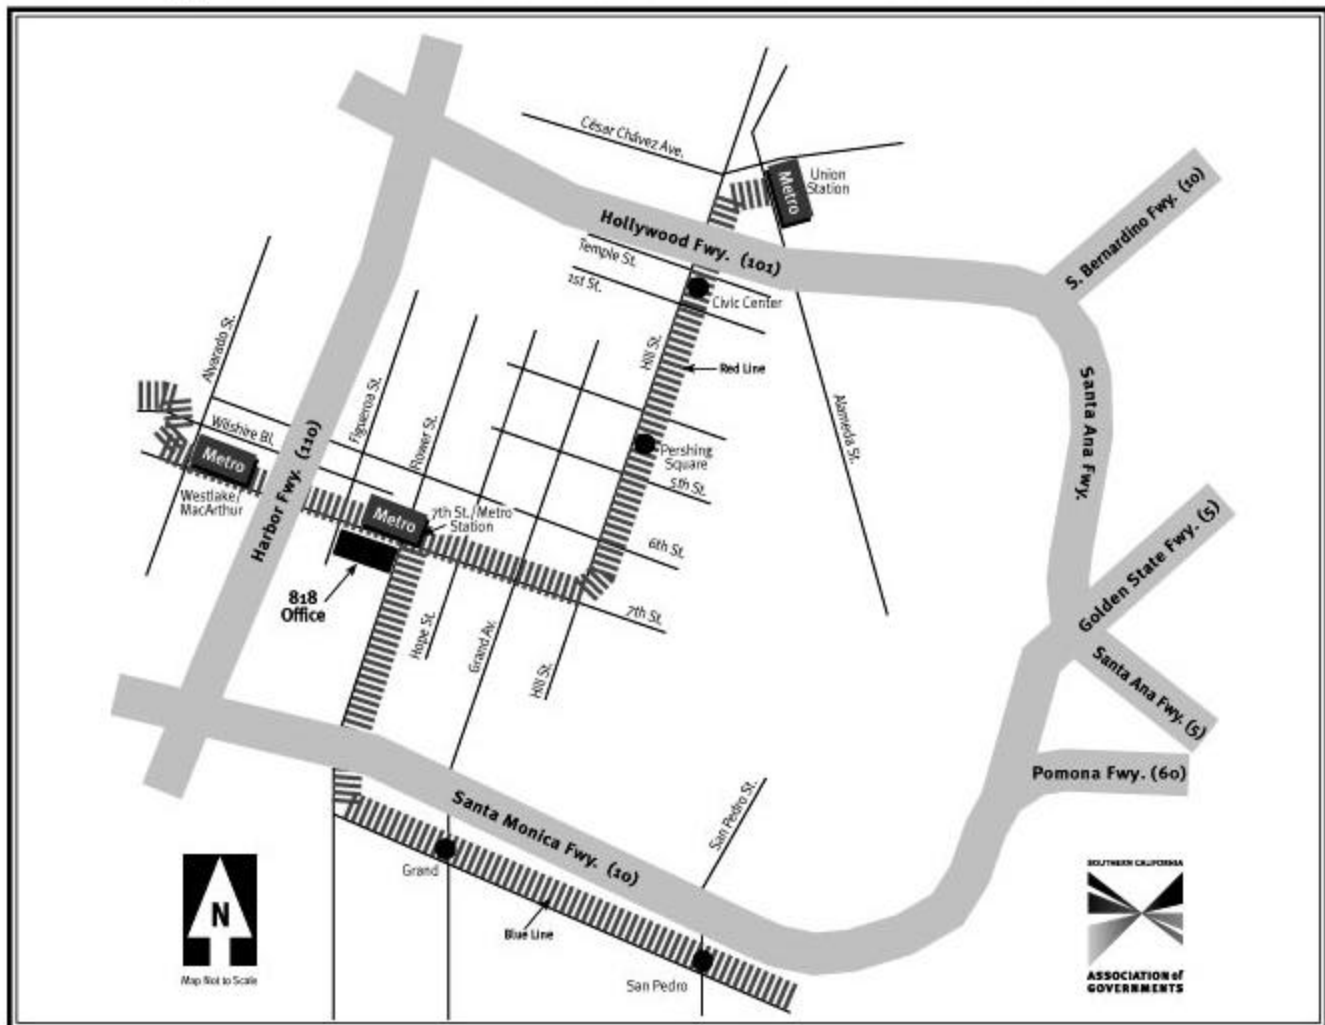 César Chávez Ave.
Metro
Union
Station
S. Bernardino Fwy. (10)
Hollywood Fwy. (101)
Temple St.
1st St.
Civic Center
Alvarado St.
Hill St.
Red Line
Santa Ana Fwy.
Figueroa St.
Flower St.
Alameda St.
Wilshire Bl.
Harbor Fwy. (110)
Pershing
Square
Metro
Westlake/
MacArthur
5th St.
Metro
7th St./Metro
Station
6th St.
Golden State Fwy. (5)
818
Office
7th St.
Hope St.
Grand Av.
Hill St.
Santa Ana Fwy. (5)
Pomona Fwy. (60)
Santa Monica Fwy. (10)
San Pedro St.
Grand
Blue Line
San Pedro
N
Map Not to Scale
SOUTHERN CALIFORNIA
ASSOCIATION of
GOVERNMENTS